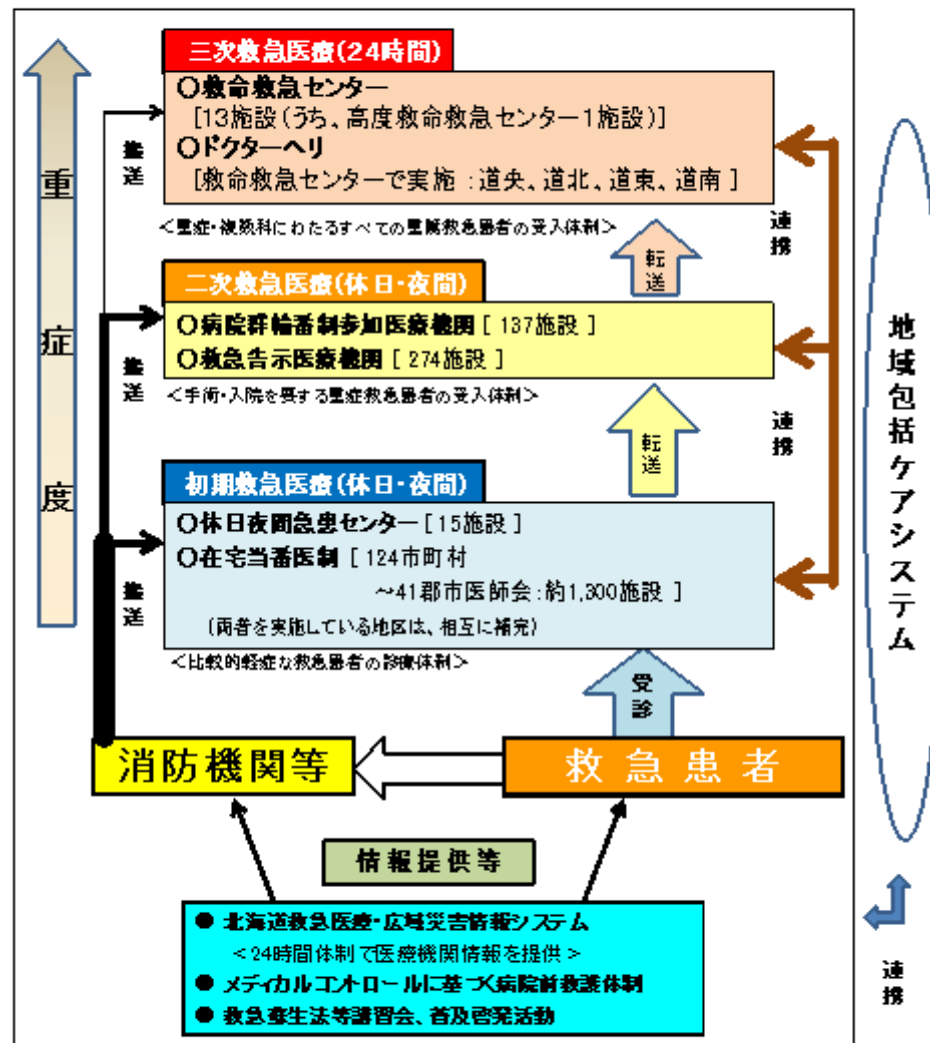 三次救急医療(24時間)
○救命救急センター
[13施設(うち、高度救命救急センター1施設)]
○ドクターヘリ
[救命救急センターで実施:道央、道北、道東、道南]
<重症・複数科にわたるすべての重篤救急患者の受入体制>
搬送
転送
連携
二次救急医療(休日・夜間)
○病院群輪番制参加医療機関[137施設]
○救急告示医療機関[274施設]
<手術・入院を要する重症救急患者の受入体制>
搬送
転送
連携
初期救急医療(休日・夜間)
○休日夜間急患センター[15施設]
○在宅当番医制[124市町村
~41郡市医師会:約1,300施設]
(両者を実施している地区は、相互に補完)
<比較的軽症な救急患者の診療体制>
搬送
受診
重症度
地域包括ケアシステム
消防機関等
救急患者
情報提供等
●北海道救急医療・広域災害情報システム
<24時間体制で医療機関情報を提供>
●メディカルコントロールに基づく病院前救護体制
●救急蘇生法等講習会、普及啓発活動
連携